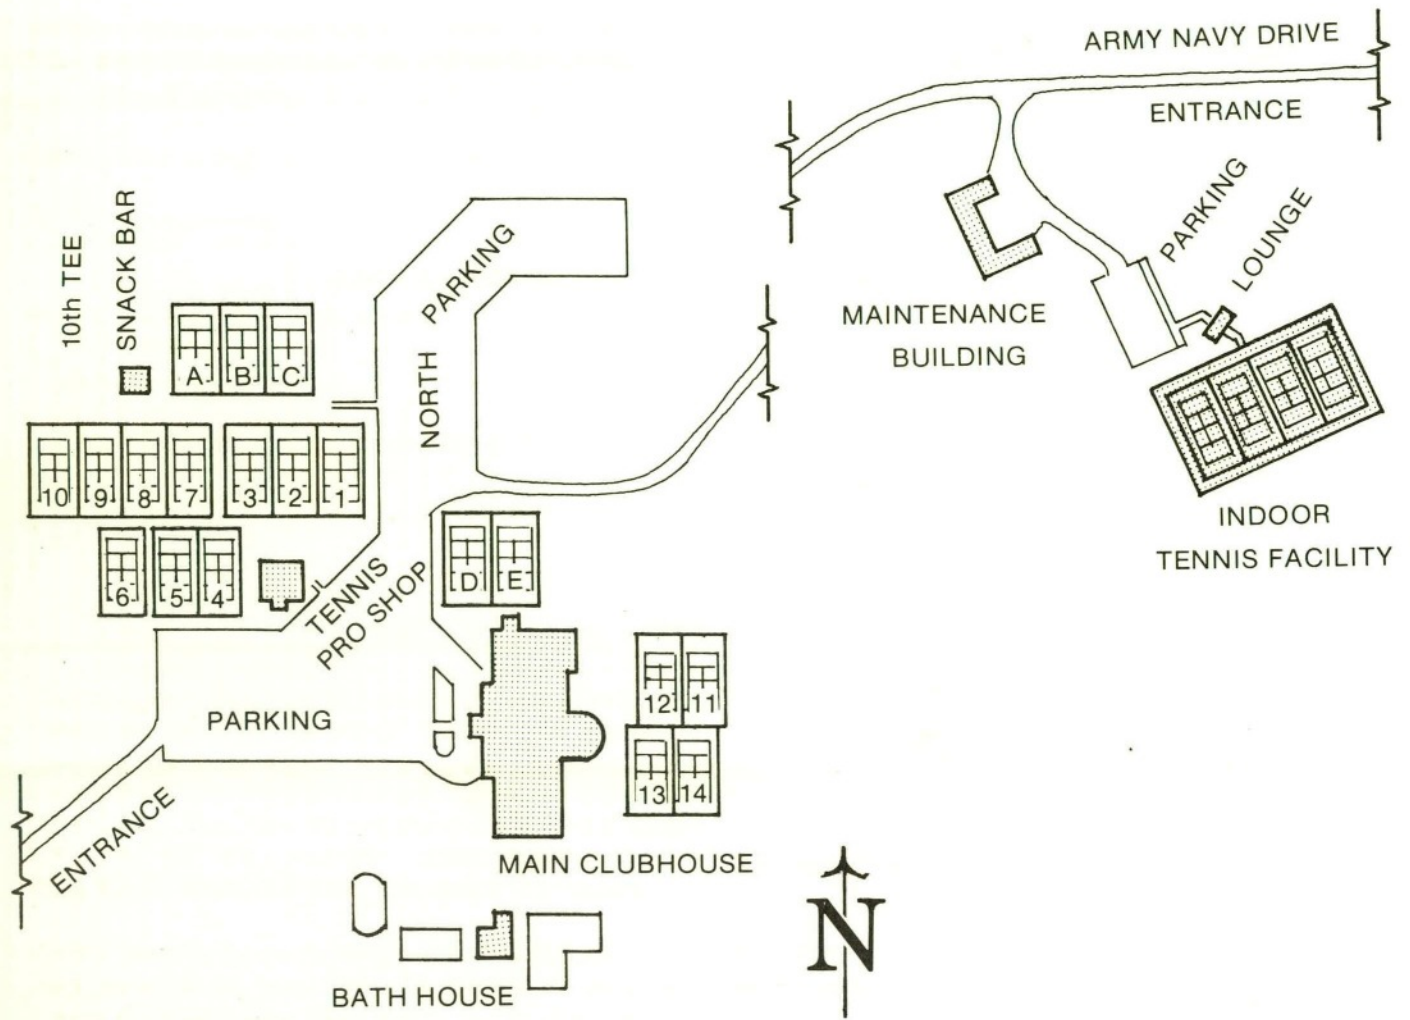 ARMY NAVY DRIVE
ENTRANCE
PARKING
LOUNGE
MAINTENANCE
BUILDING
INDOOR
TENNIS FACILITY
10th TEE
SNACK BAR
NORTH PARKING
A B C
10 9 8 7 3 2 1
6 5 4
D E
TENNIS
PRO SHOP
12 11
13 14
PARKING
ENTRANCE
MAIN CLUBHOUSE
BATH HOUSE
N